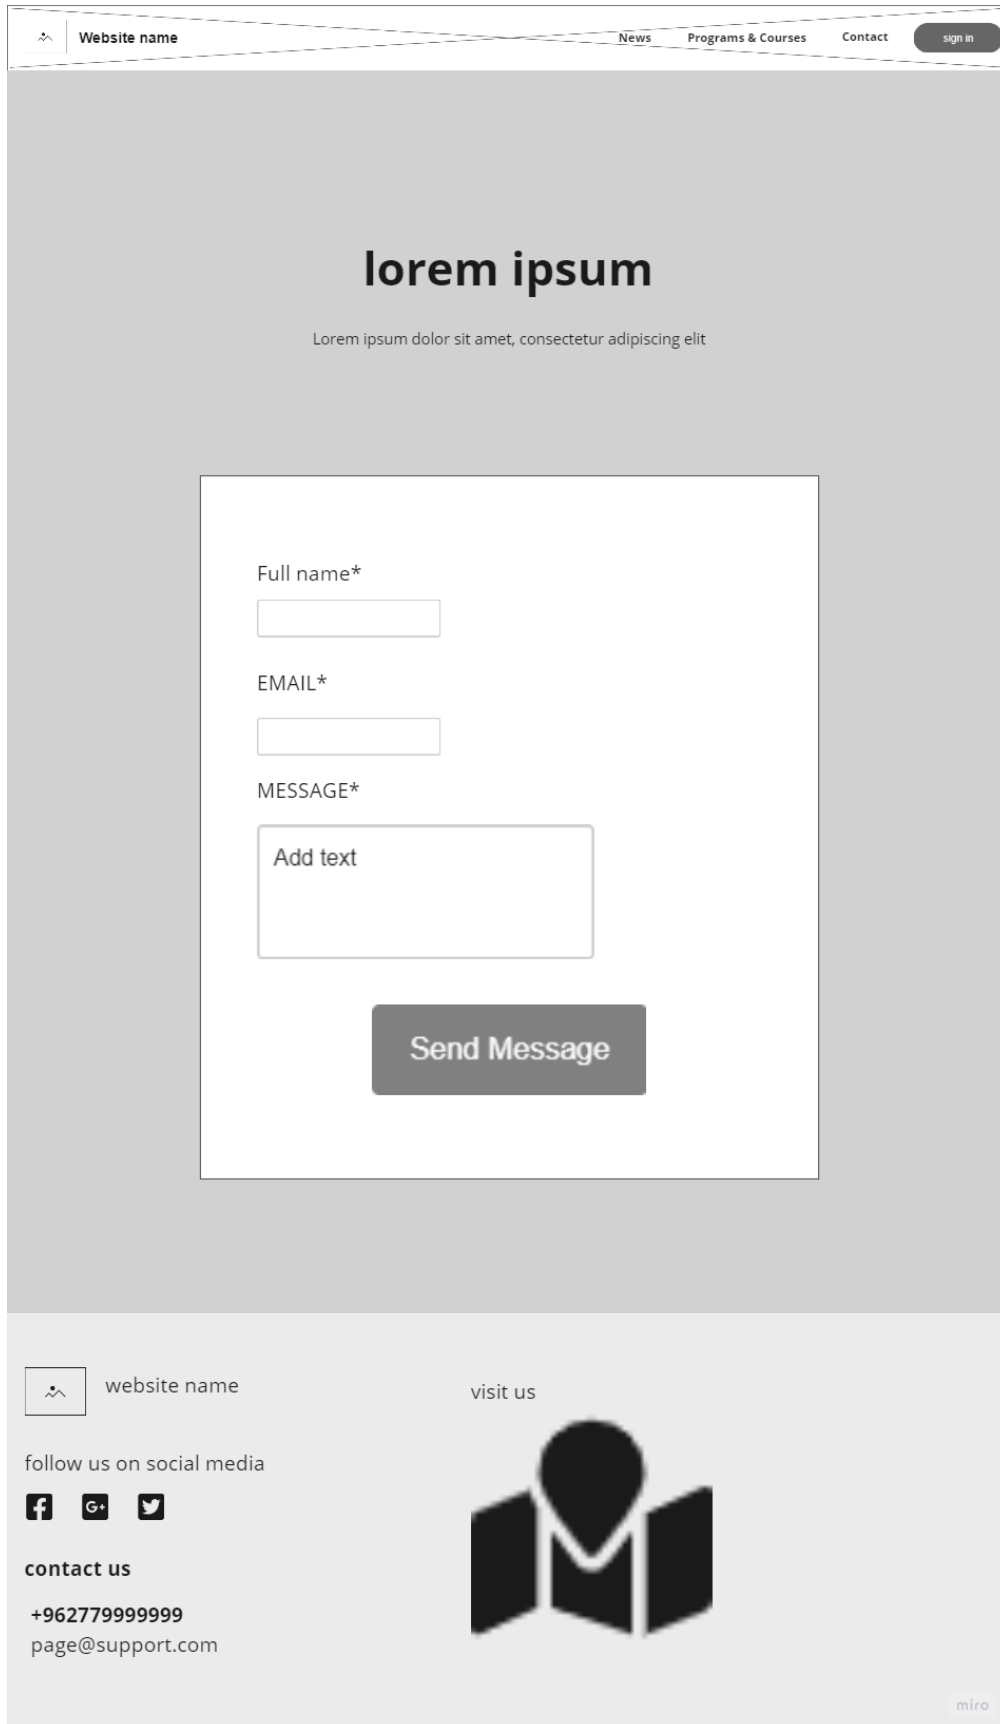 Website name
News
Programs & Courses
Contact
sign in
lorem ipsum
Lorem ipsum dolor sit amet, consectetur adipiscing elit
Full name*
EMAIL*
MESSAGE*
Add text
Send Message
website name
follow us on social media
G+
contact us
+962779999999
page@support.com
visit us
miro